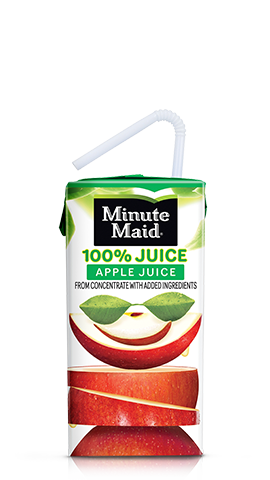 Minute
Maid®
100% JUICE
APPLE JUICE
FROM CONCENTRATE WITH ADDED INGREDIENTS